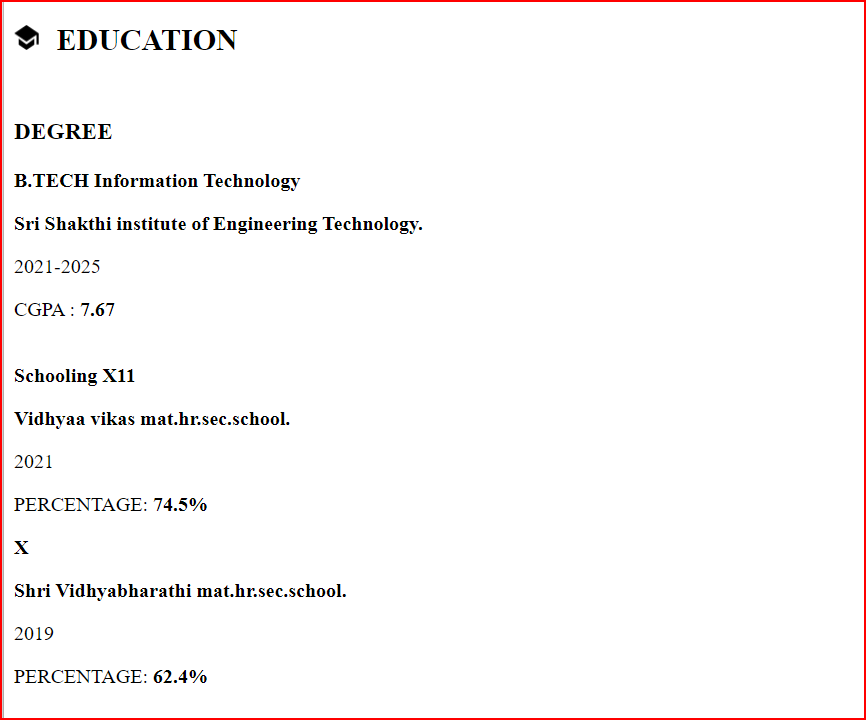 EDUCATION
DEGREE
B.TECH Information Technology
Sri Shakthi institute of Engineering Technology.
2021-2025
CGPA : 7.67
Schooling X11
Vidhyaa vikas mat.hr.sec.school.
2021
PERCENTAGE: 74.5%
X
Shri Vidhyabharathi mat.hr.sec.school.
2019
PERCENTAGE: 62.4%